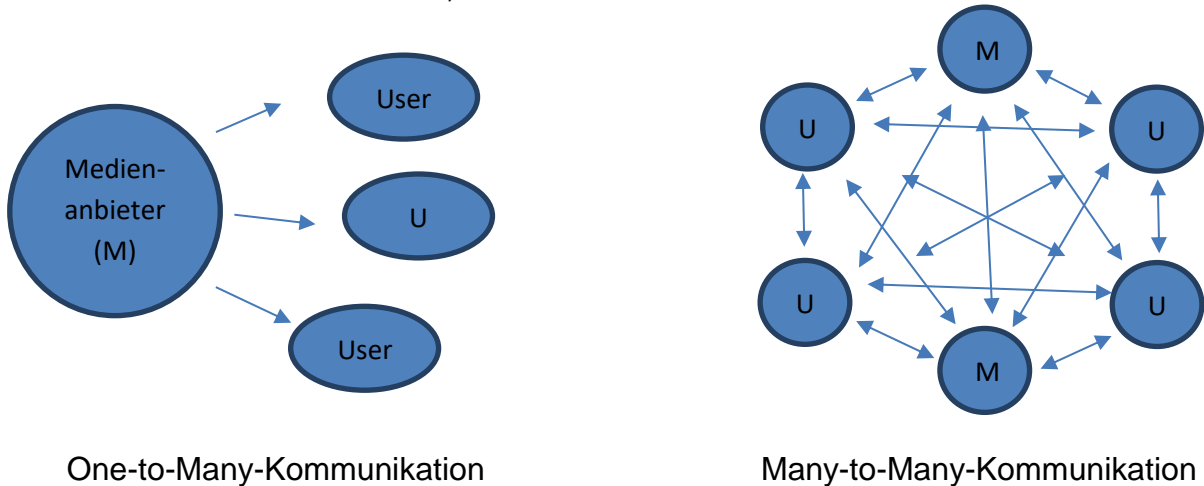 User
Medien-
anbieter
(M)
U
User
One-to-Many-Kommunikation
M
U
U
U
U
M
Many-to-Many-Kommunikation